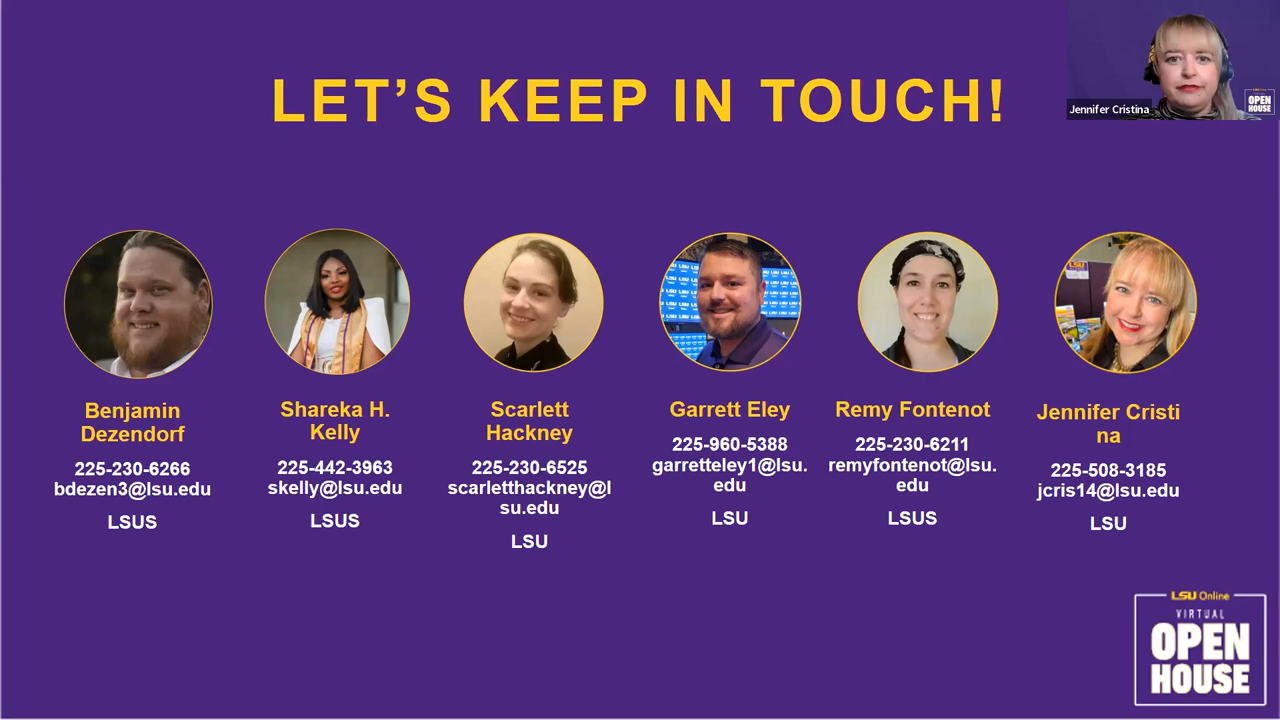 LET'S KEEP IN TOUCH!
Jennifer Cristina
LSU Online
VIRTUAL
OPEN
HOUSE
Benjamin
Dezendorf
225-230-6266
bdezen3@lsu.edu
LSUS
Shareka H.
Kelly
225-442-3963
skelly@lsu.edu
LSUS
Scarlett
Hackney
225-230-6525
scarletthackney@l
su.edu
LSU
Garrett Eley
225-960-5388
garretteley1@lsu.
edu
LSU
Remy Fontenot
225-230-6211
remyfontenot@lsu.
edu
LSUS
Jennifer Cristi
na
225-508-3185
jcris14@lsu.edu
LSU
LSU Online
VIRTUAL
OPEN
HOUSE